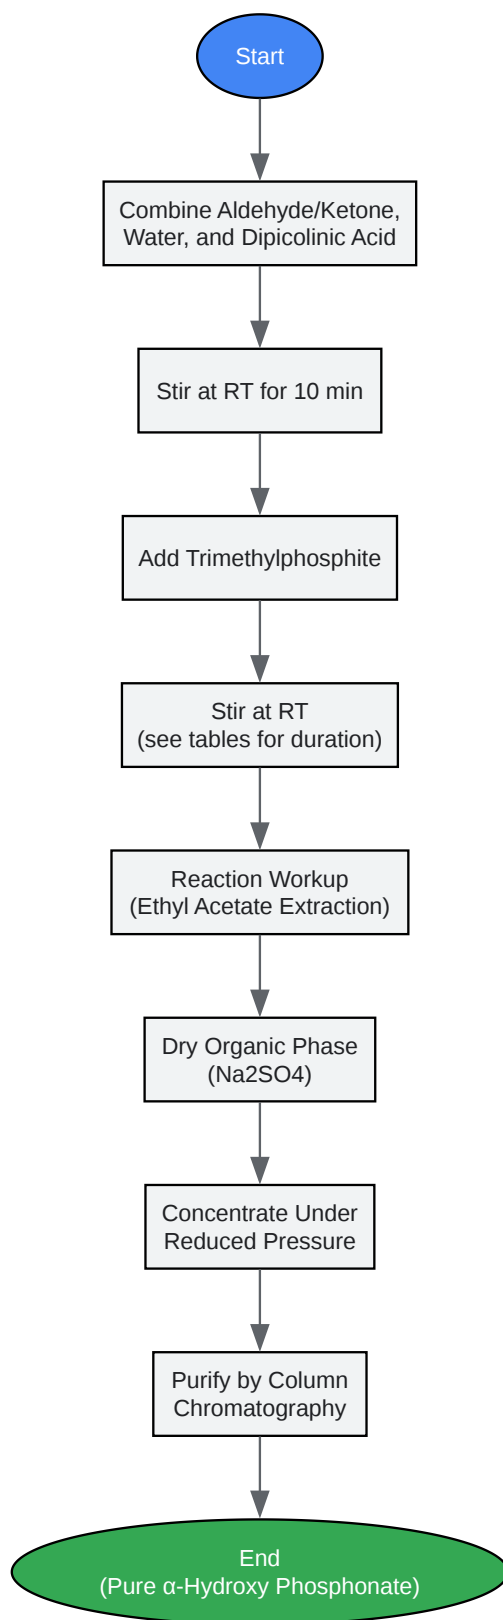 Start
Combine Aldehyde/Ketone,
Water, and Dipicolinic Acid
Stir at RT for 10 min
Add Trimethylphosphite
Stir at RT
(see tables for duration)
Reaction Workup
(Ethyl Acetate Extraction)
Dry Organic Phase
(Na2SO4)
Concentrate Under
Reduced Pressure
Purify by Column
Chromatography
End
(Pure α-Hydroxy Phosphonate)